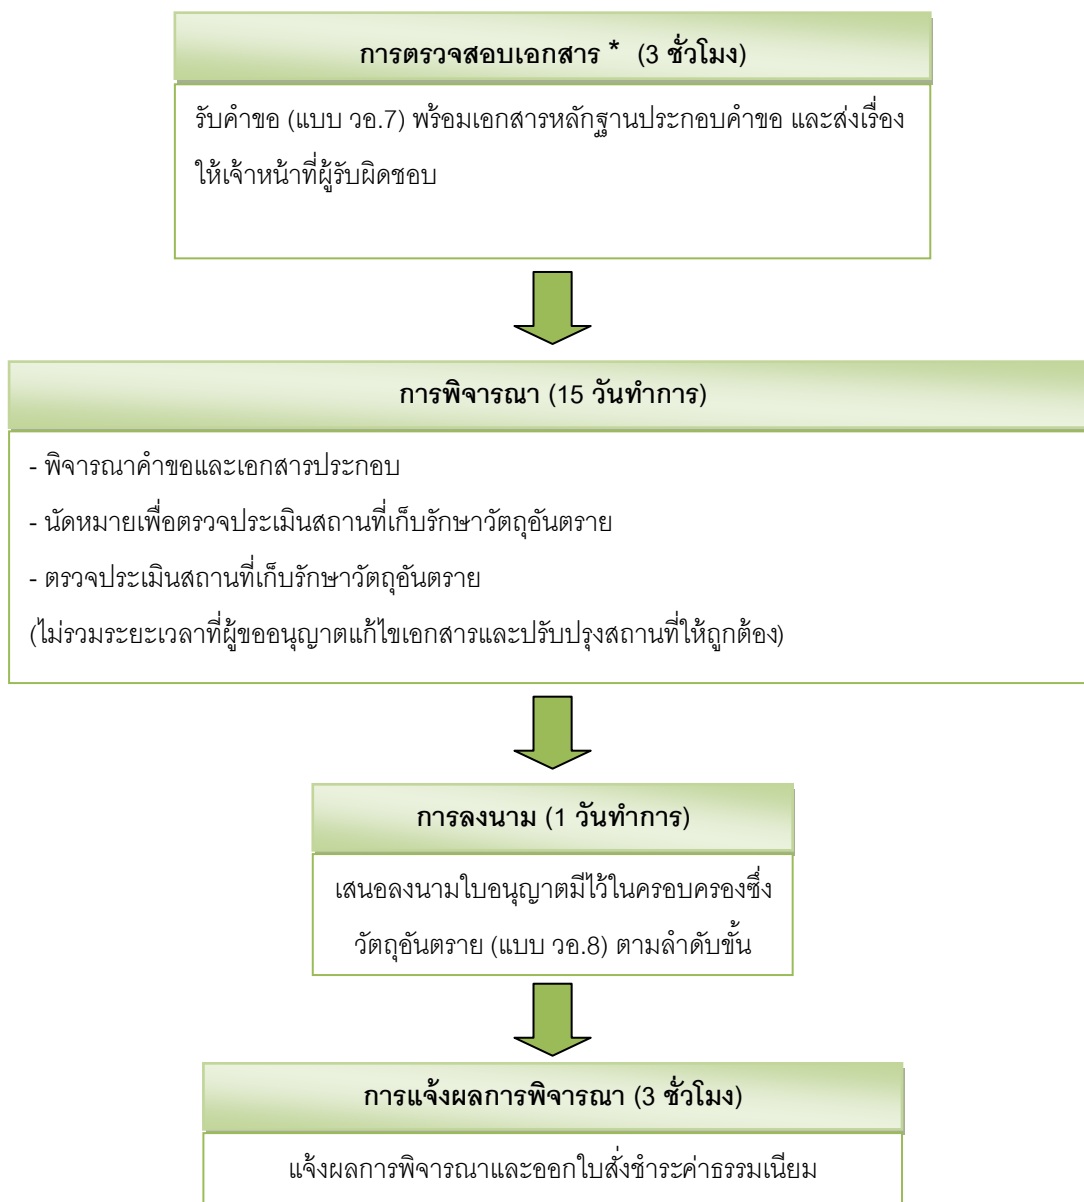 การตรวจสอบเอกสาร * (3 ชั่วโมง)
รับคำขอ (แบบ วอ.7) พร้อมเอกสารหลักฐานประกอบคำขอ และส่งเรื่อง
ให้เจ้าหน้าที่ผู้รับผิดชอบ
การพิจารณา (15 วันทำการ)
- พิจารณาคำขอและเอกสารประกอบ
- นัดหมายเพื่อตรวจประเมินสถานที่เก็บรักษาวัตถุอันตราย
- ตรวจประเมินสถานที่เก็บรักษาวัตถุอันตราย
(ไม่รวมระยะเวลาที่ผู้ขออนุญาตแก้ไขเอกสารและปรับปรุงสถานที่ให้ถูกต้อง)
การลงนาม (1 วันทำการ)
เสนอลงนามใบอนุญาตมีไว้ในครอบครองซึ่ง
วัตถุอันตราย (แบบ วอ.8) ตามลำดับขั้น
การแจ้งผลการพิจารณา (3 ชั่วโมง)
แจ้งผลการพิจารณาและออกใบสั่งชำระค่าธรรมเนียม